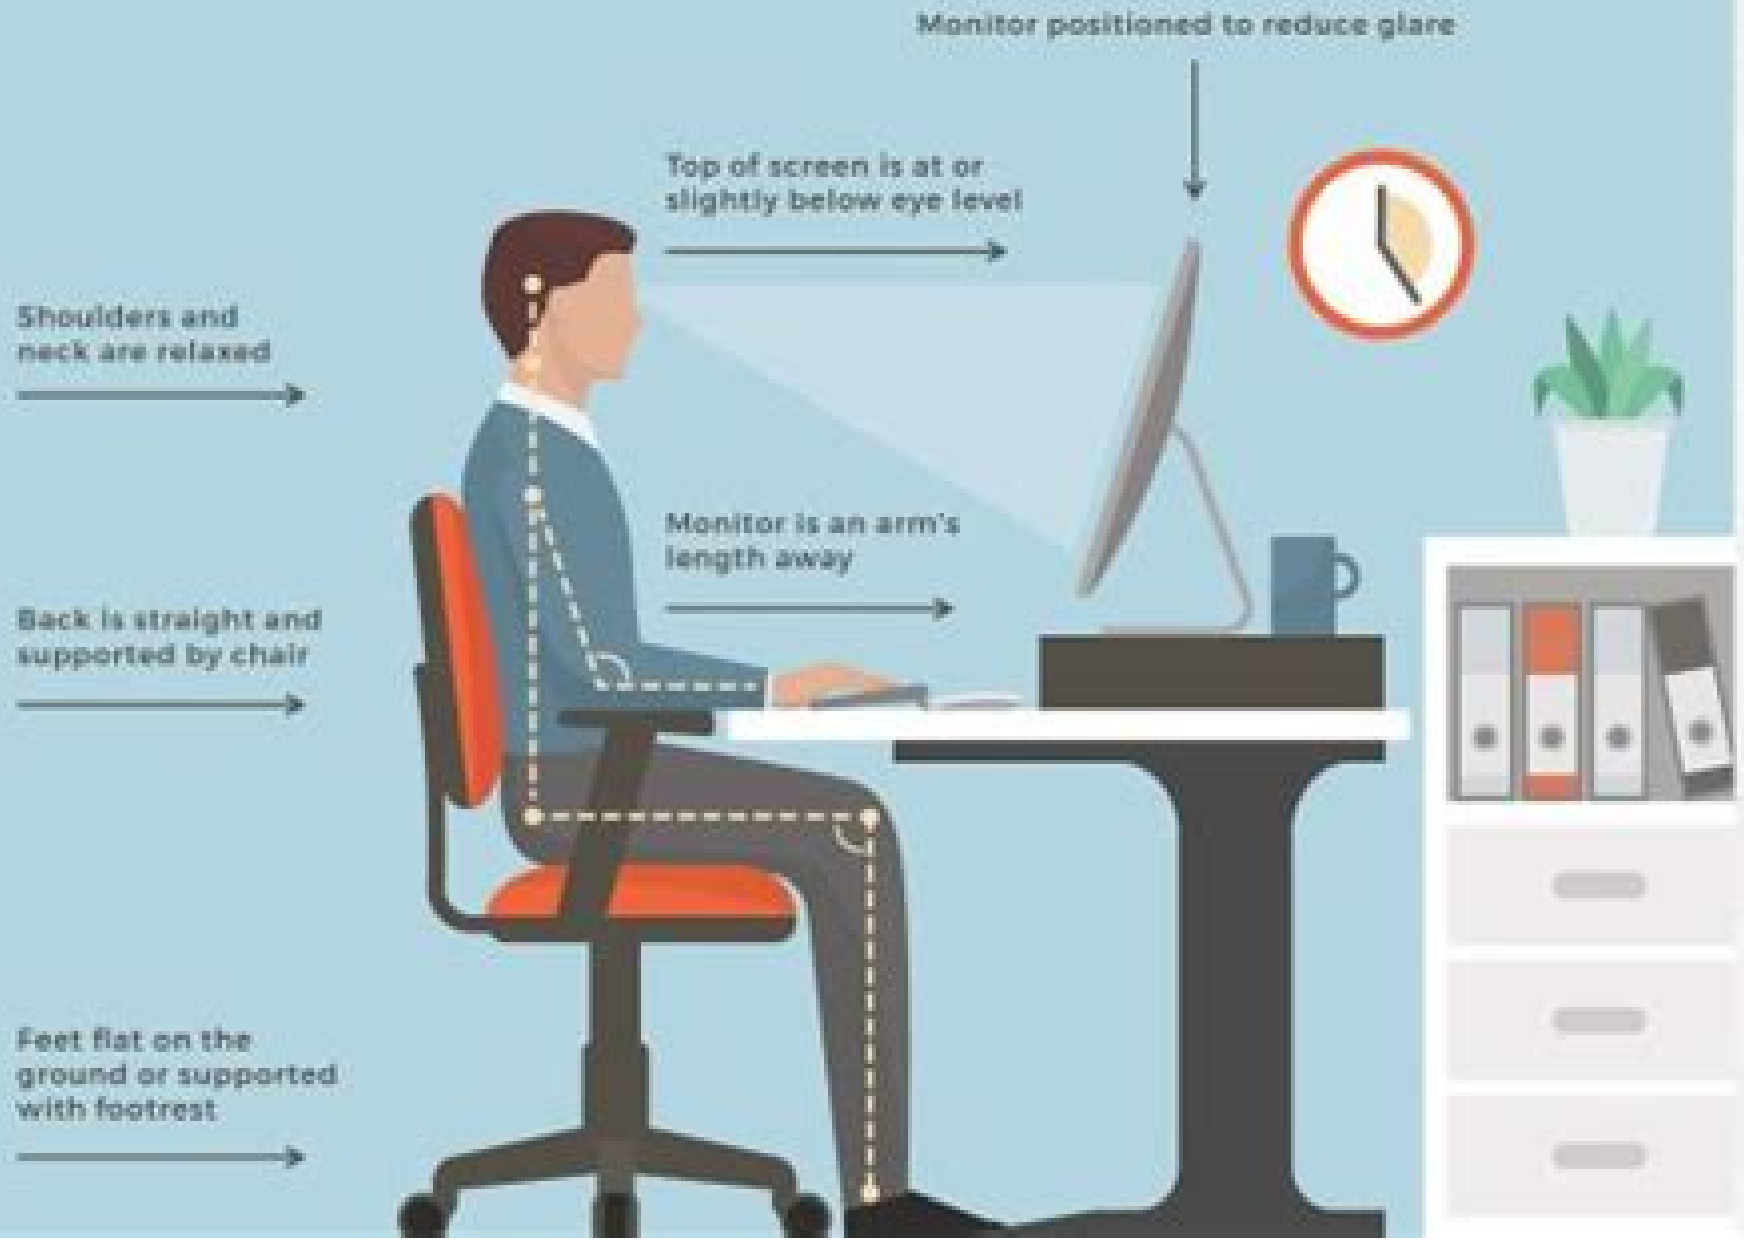 Monitor positioned to reduce glare
Top of screen is at or
slightly below eye level
Shoulders and
neck are relaxed
Monitor is an arm's
length away
Back is straight and
supported by chair
Feet flat on the
ground or supported
with footrest